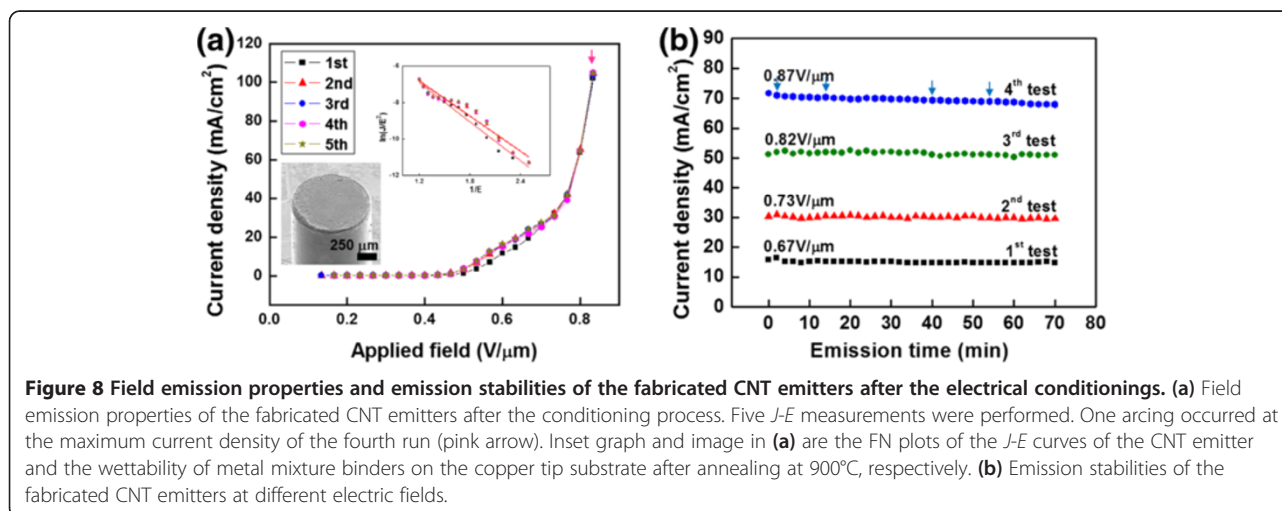 (a)
120
100
80
60
40
20
0
Current density (mA/cm²)
0.0 0.2 0.4 0.6 0.8
Applied field (V/μm)
1st
2nd
3rd
4th
5th
-6
-8
-10
-12
ln(J/E²)
1.2 1.8 2.4
1/E
250 μm
(b)
90
80
70
60
50
40
30
20
10
0
Current density (mA/cm²)
0 10 20 30 40 50 60 70 80
Emission time (min)
0.87V/μm
4th test
0.82V/μm
3rd test
0.73V/μm
2nd test
0.67V/μm
1st test
Figure 8 Field emission properties and emission stabilities of the fabricated CNT emitters after the electrical conditionings. (a) Field
emission properties of the fabricated CNT emitters after the conditioning process. Five J-E measurements were performed. One arcing occurred at
the maximum current density of the fourth run (pink arrow). Inset graph and image in (a) are the FN plots of the J-E curves of the CNT emitter
and the wettability of metal mixture binders on the copper tip substrate after annealing at 900°C, respectively. (b) Emission stabilities of the
fabricated CNT emitters at different electric fields.